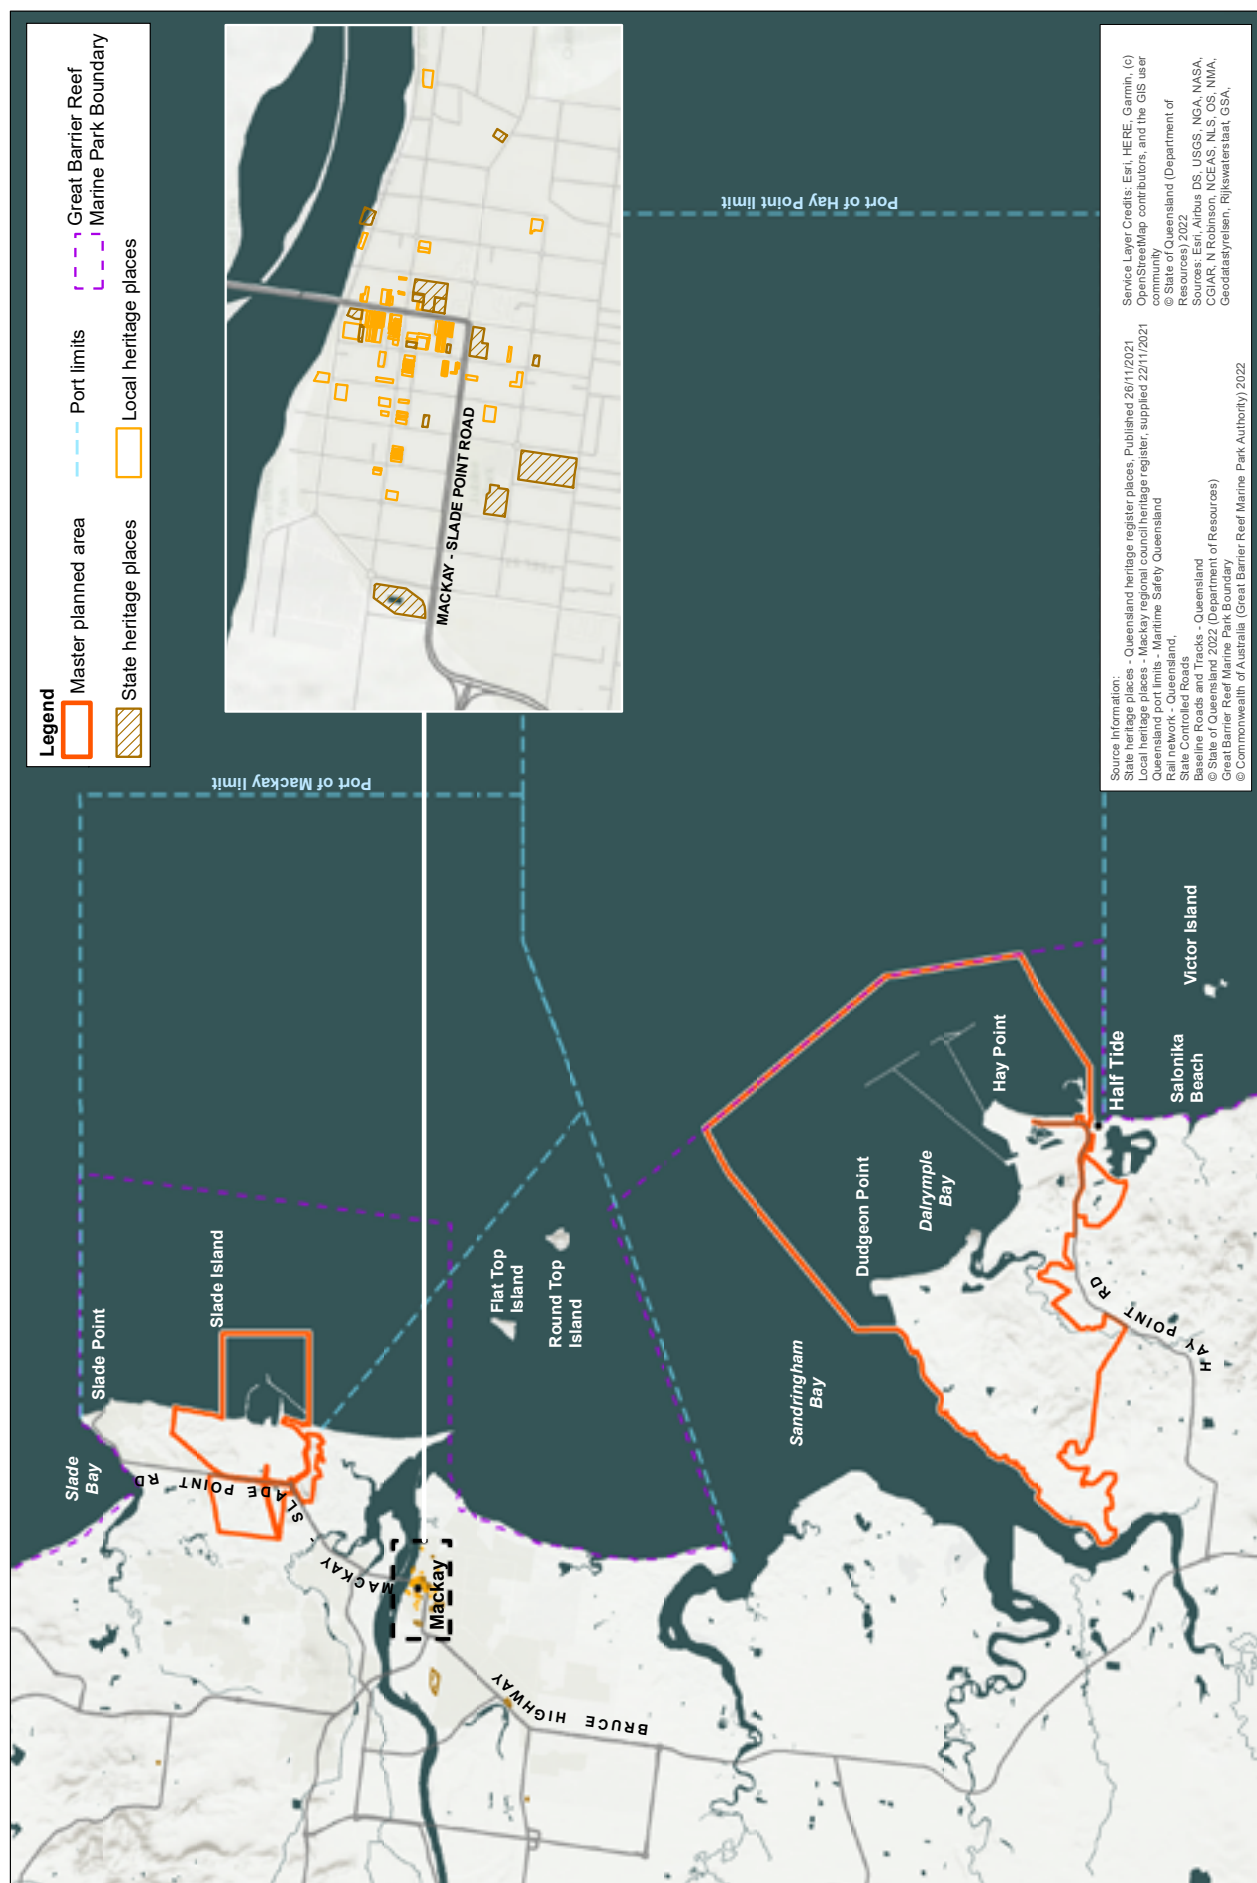 Legend
Master planned area
Port limits
Great Barrier Reef
Marine Park Boundary
State heritage places
Local heritage places
MACKAY - SLADE POINT ROAD
Port of Mackay limit
Port of Hay Point limit
Slade
Bay
Slade Point
Slade Island
MACKAY - SLADE POINT RD
Mackay
BRUCE HIGHWAY
Flat Top
Island
Round Top
Island
Sandringham
Bay
Dudgeon Point
Dalrymple
Bay
Hay Point
HAY POINT RD
Half Tide
Salonika
Beach
Victor Island
Source Information:
State heritage places - Queensland heritage register places, Published 26/11/2021
Local heritage places - Mackay regional council heritage register, supplied 22/11/2021
Queensland port limits - Maritime Safety Queensland
Rail network - Queensland,
State Controlled Roads
Baseline Roads and Tracks - Queensland
© State of Queensland 2022 (Department of Resources)
Great Barrier Reef Marine Park Boundary
© Commonwealth of Australia (Great Barrier Reef Marine Park Authority) 2022
Service Layer Credits: Esri, HERE, Garmin, (c)
OpenStreetMap contributors, and the GIS user
community
© State of Queensland (Department of
Resources) 2022
Sources: Esri, Airbus DS, USGS, NGA, NASA,
CGIAR, N Robinson, NCEAS, NLS, OS, NMA,
Geodatastyrelsen, Rijkswaterstaat, GSA,